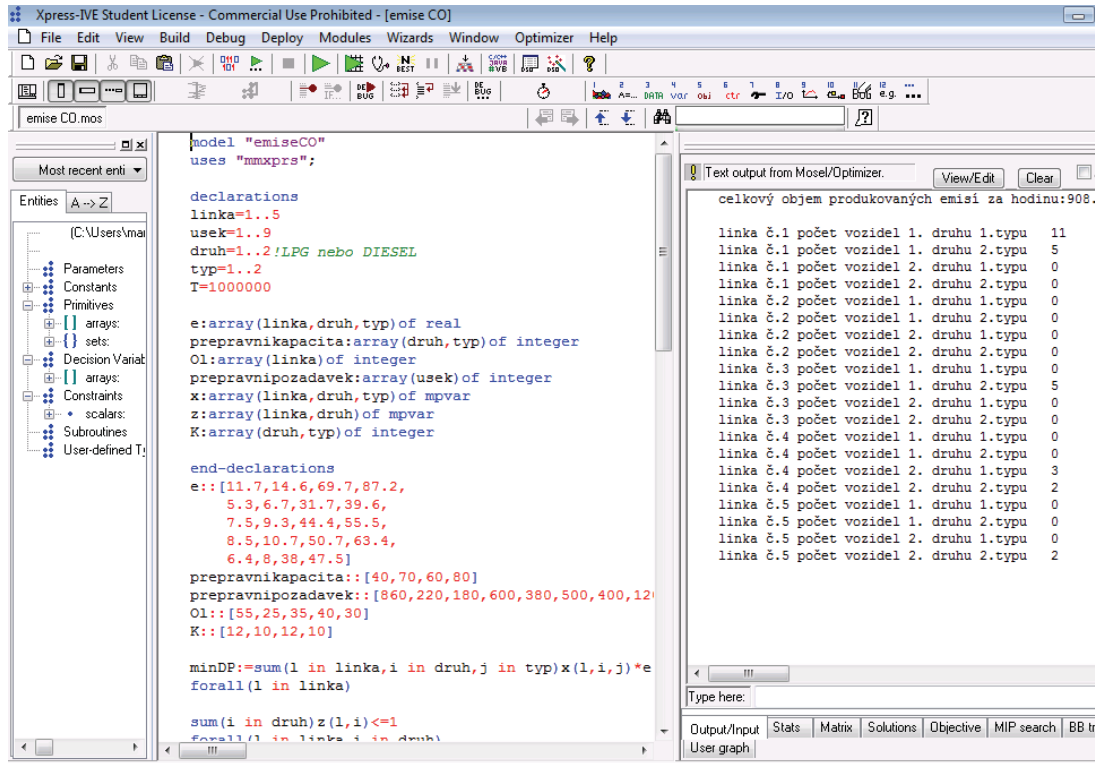 Xpress-IVE Student License - Commercial Use Prohibited - [emise CO]
File Edit View Build Debug Deploy Modules Wizards Window Optimizer Help
emise CO.mos
Most recent enti
Entities A --> Z
(C:\Users\mar
Parameters
Constants
Primitives
[ ] arrays:
{ } sets:
Decision Variab
[ ] arrays:
Constraints
scalars:
Subroutines
User-defined Ty
model "emiseCO"
uses "mmxprs";
declarations
linka=1..5
usek=1..9
druh=1..2!LPG nebo DIESEL
typ=1..2
T=1000000
e:array(linka,druh,typ)of real
prepravnikapacita:array(druh,typ)of integer
Ol:array(linka)of integer
prepravnipozadavek:array(usek)of integer
x:array(linka,druh,typ)of mpvar
z:array(linka,druh)of mpvar
K:array(druh,typ)of integer
end-declarations
e::[11.7,14.6,69.7,87.2,
5.3,6.7,31.7,39.6,
7.5,9.3,44.4,55.5,
8.5,10.7,50.7,63.4,
6.4,8,38,47.5]
prepravnikapacita::[40,70,60,80]
prepravnipozadavek::[860,220,180,600,380,500,400,120
Ol::[55,25,35,40,30]
K::[12,10,12,10]
minDP:=sum(l in linka,i in druh,j in typ)x(l,i,j)*e
forall(l in linka)
sum(i in druh)z(l,i)<=1
forall(l in linka,i in druh)
Text output from Mosel/Optimizer. View/Edit Clear
celkový objem produkovaných emisí za hodinu:908.
linka č.1 počet vozidel 1. druhu 1.typu 11
linka č.1 počet vozidel 1. druhu 2.typu 5
linka č.1 počet vozidel 2. druhu 1.typu 0
linka č.1 počet vozidel 2. druhu 2.typu 0
linka č.2 počet vozidel 1. druhu 1.typu 0
linka č.2 počet vozidel 1. druhu 2.typu 0
linka č.2 počet vozidel 2. druhu 1.typu 0
linka č.2 počet vozidel 2. druhu 2.typu 0
linka č.3 počet vozidel 1. druhu 1.typu 0
linka č.3 počet vozidel 1. druhu 2.typu 5
linka č.3 počet vozidel 2. druhu 1.typu 0
linka č.3 počet vozidel 2. druhu 2.typu 0
linka č.4 počet vozidel 1. druhu 1.typu 0
linka č.4 počet vozidel 1. druhu 2.typu 0
linka č.4 počet vozidel 2. druhu 1.typu 3
linka č.4 počet vozidel 2. druhu 2.typu 2
linka č.5 počet vozidel 1. druhu 1.typu 0
linka č.5 počet vozidel 1. druhu 2.typu 0
linka č.5 počet vozidel 2. druhu 1.typu 0
linka č.5 počet vozidel 2. druhu 2.typu 2
Type here:
Output/Input Stats Matrix Solutions Objective MIP search BB tr
User graph